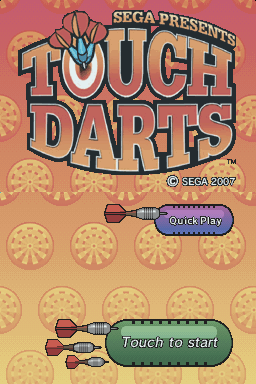 SEGA PRESENTS
TOUCH
DARTS
™
© SEGA 2007
Quick Play
Touch to start